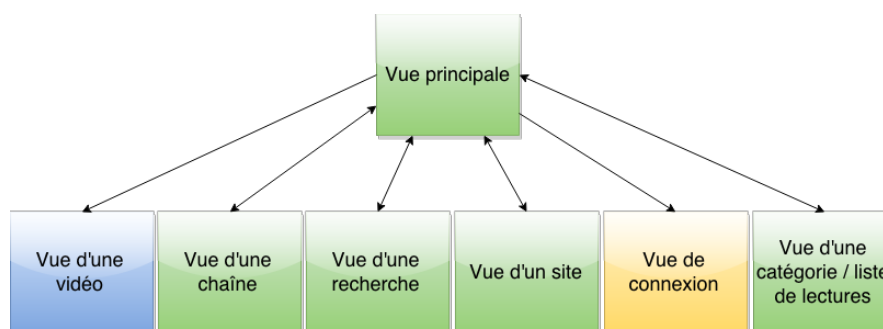 Vue principale
Vue d'une
vidéo
Vue d'une
chaîne
Vue d'une
recherche
Vue d'un site
Vue de
connexion
Vue d'une
catégorie / liste
de lectures